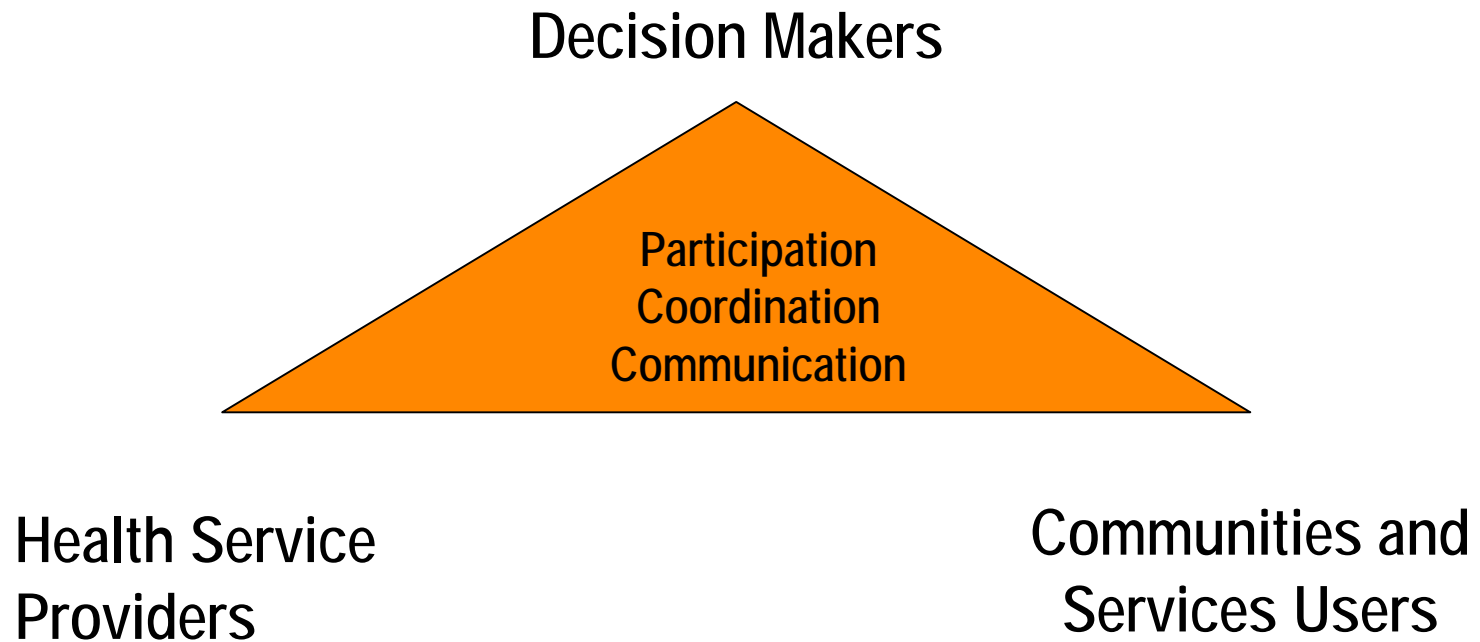 Decision Makers
Participation
Coordination
Communication
Health Service
Providers
Communities and
Services Users